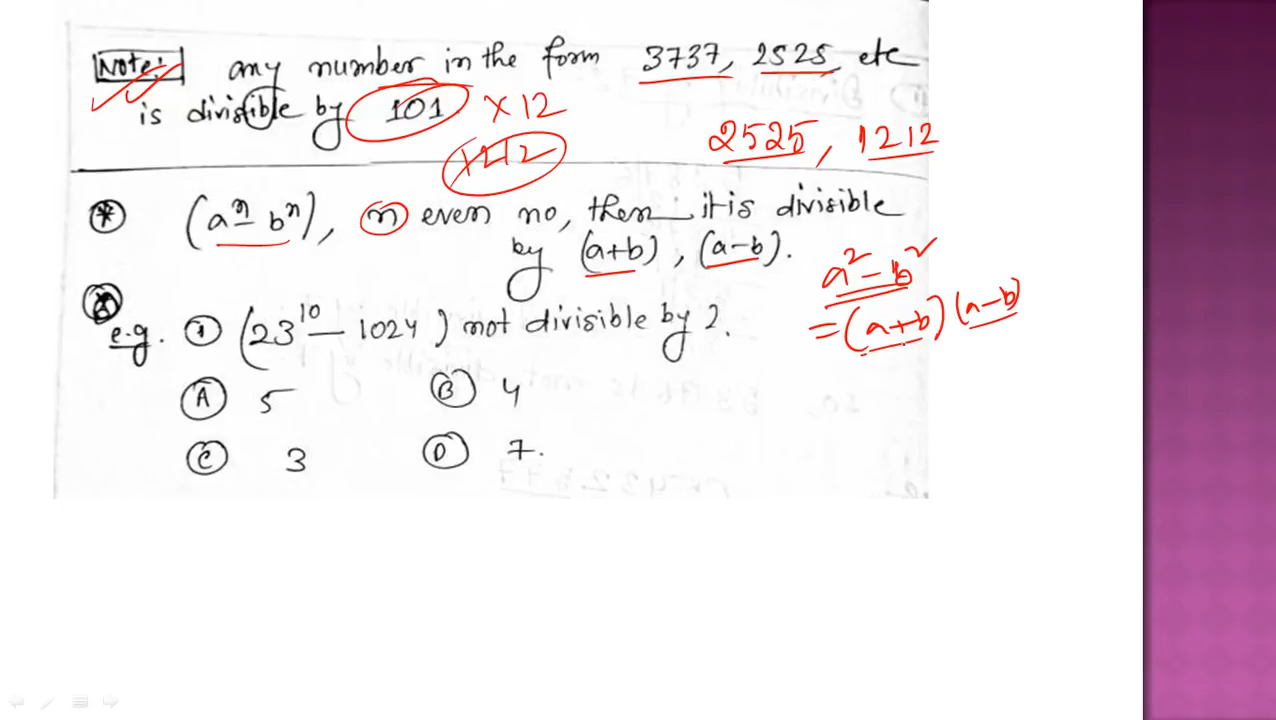 Note: any number in the form 3737, 2525, etc
is divisible by 101 × 12
1212
2525, 1212
(aⁿ - bⁿ), n even no, then it is divisible
by (a+b), (a-b).
a² - b²
= (a+b) (a-b)
e.g. ① (23¹⁰ - 1024) not divisible by ?.
Ⓐ 5 Ⓑ 4
Ⓒ 3 Ⓓ 7.